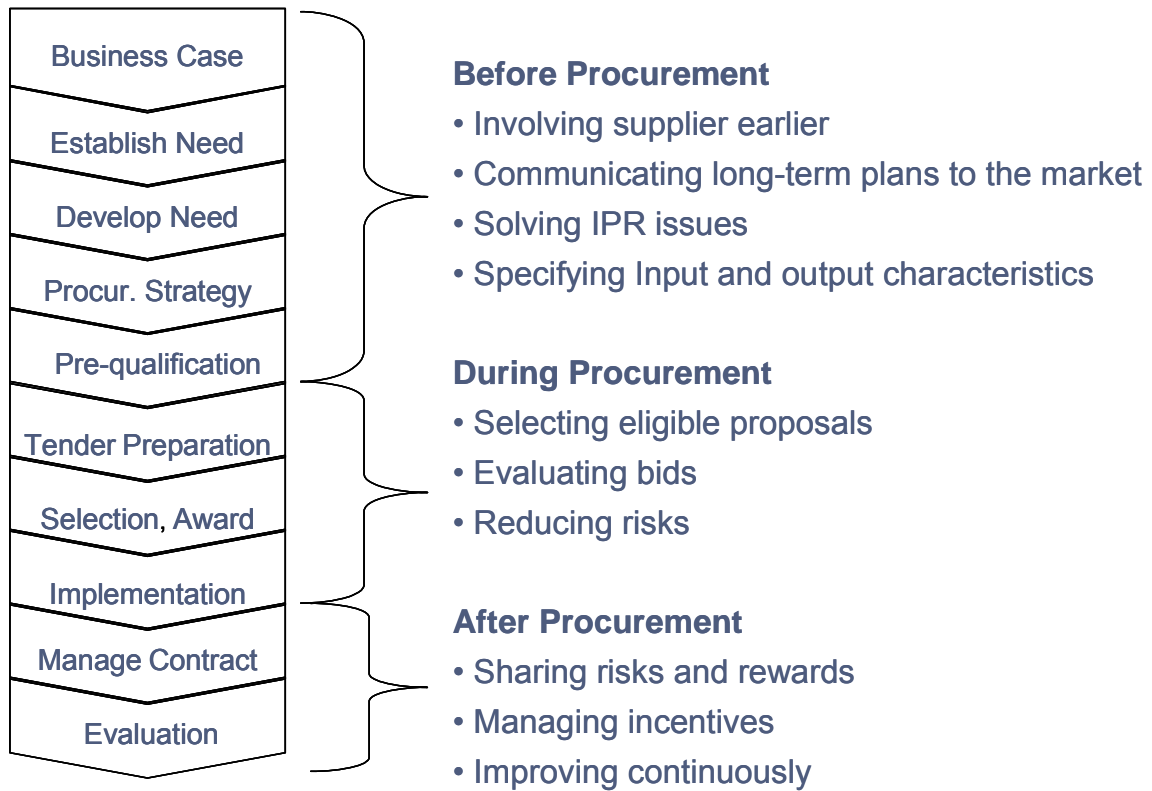 Business Case
Establish Need
Develop Need
Procur. Strategy
Pre-qualification
Tender Preparation
Selection, Award
Implementation
Manage Contract
Evaluation
Before Procurement
• Involving supplier earlier
• Communicating long-term plans to the market
• Solving IPR issues
• Specifying Input and output characteristics
During Procurement
• Selecting eligible proposals
• Evaluating bids
• Reducing risks
After Procurement
• Sharing risks and rewards
• Managing incentives
• Improving continuously